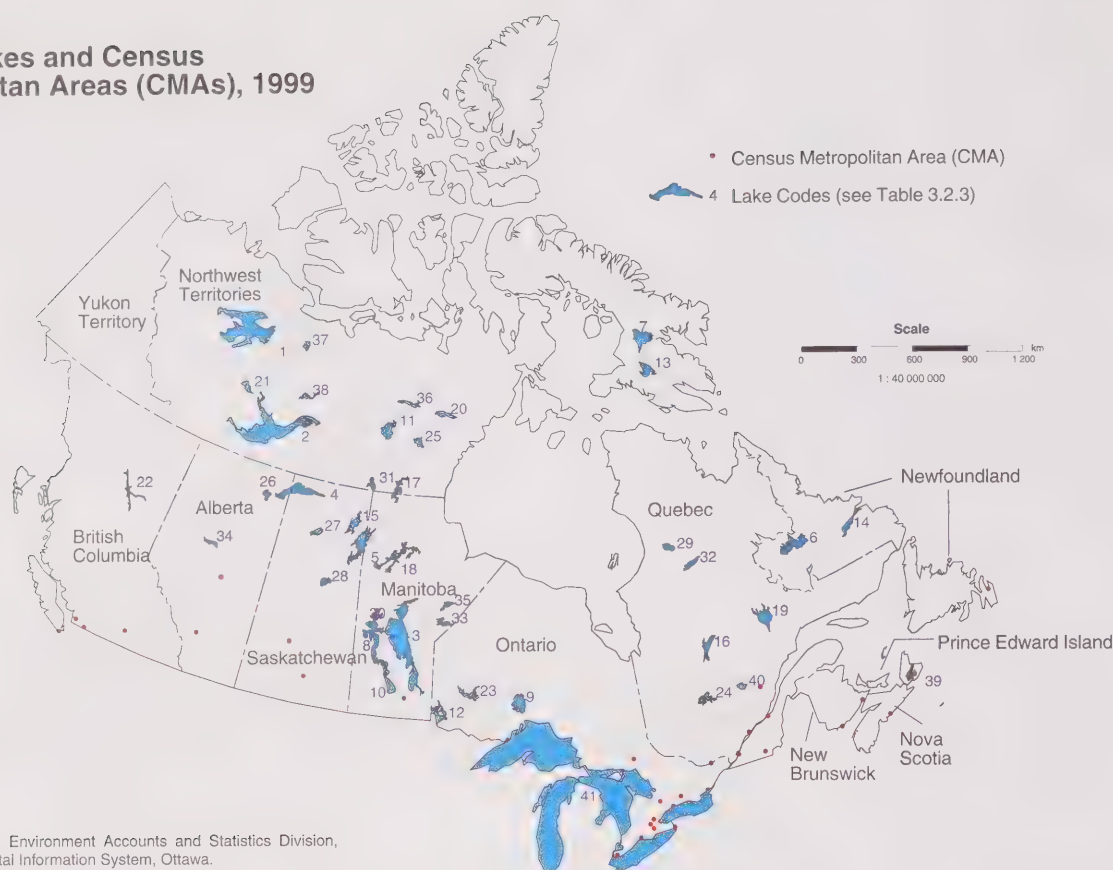 kes and Census
tan Areas (CMAs), 1999
Census Metropolitan Area (CMA)
4 Lake Codes (see Table 3.2.3)
Northwest
Territories
Yukon
Territory
1
37
7
13
Scale
km
0 300 600 900 1 200
1 : 40 000 000
21
38
36
20
11
25
2
Newfoundland
22
26
4
31
17
Alberta
Quebec
14
34
British
Columbia
27
15
5
18
29
32
6
28
Manitoba
35
33
19
3
8
Saskatchewan
Ontario
16
Prince Edward Island
10
23
9
24
40
39
12
New
Brunswick
Nova
Scotia
41
Environment Accounts and Statistics Division,
tal Information System, Ottawa.